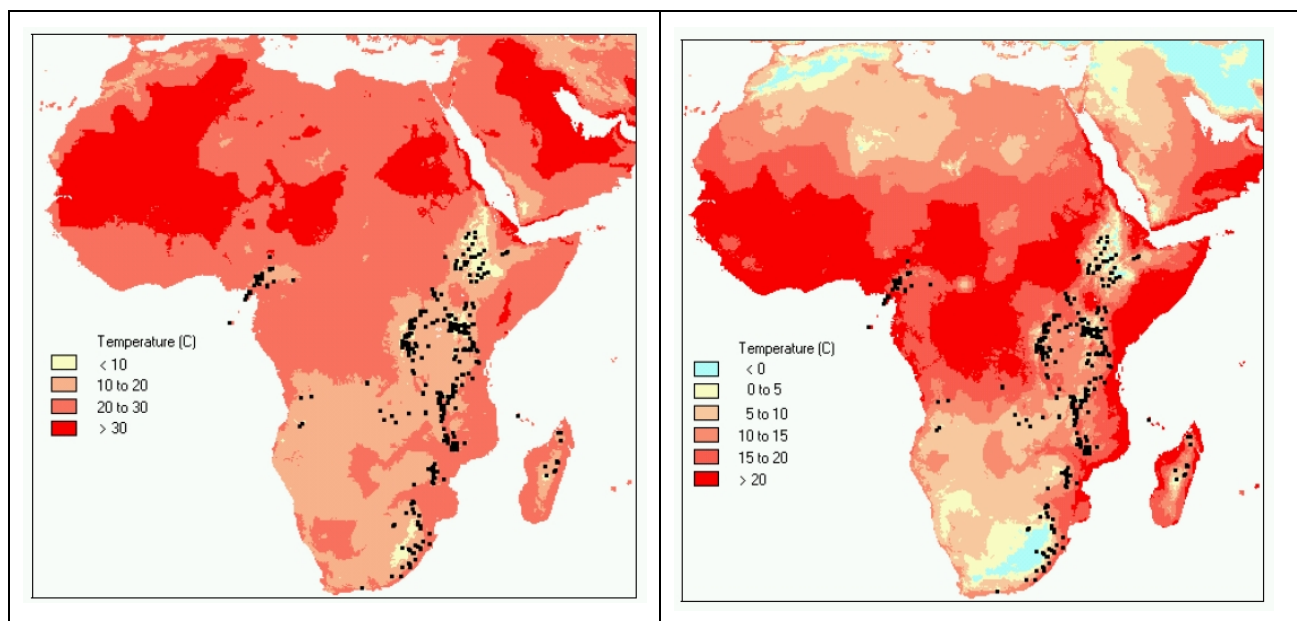 Temperature (C)
< 10
10 to 20
20 to 30
> 30
Temperature (C)
< 0
0 to 5
5 to 10
10 to 15
15 to 20
> 20